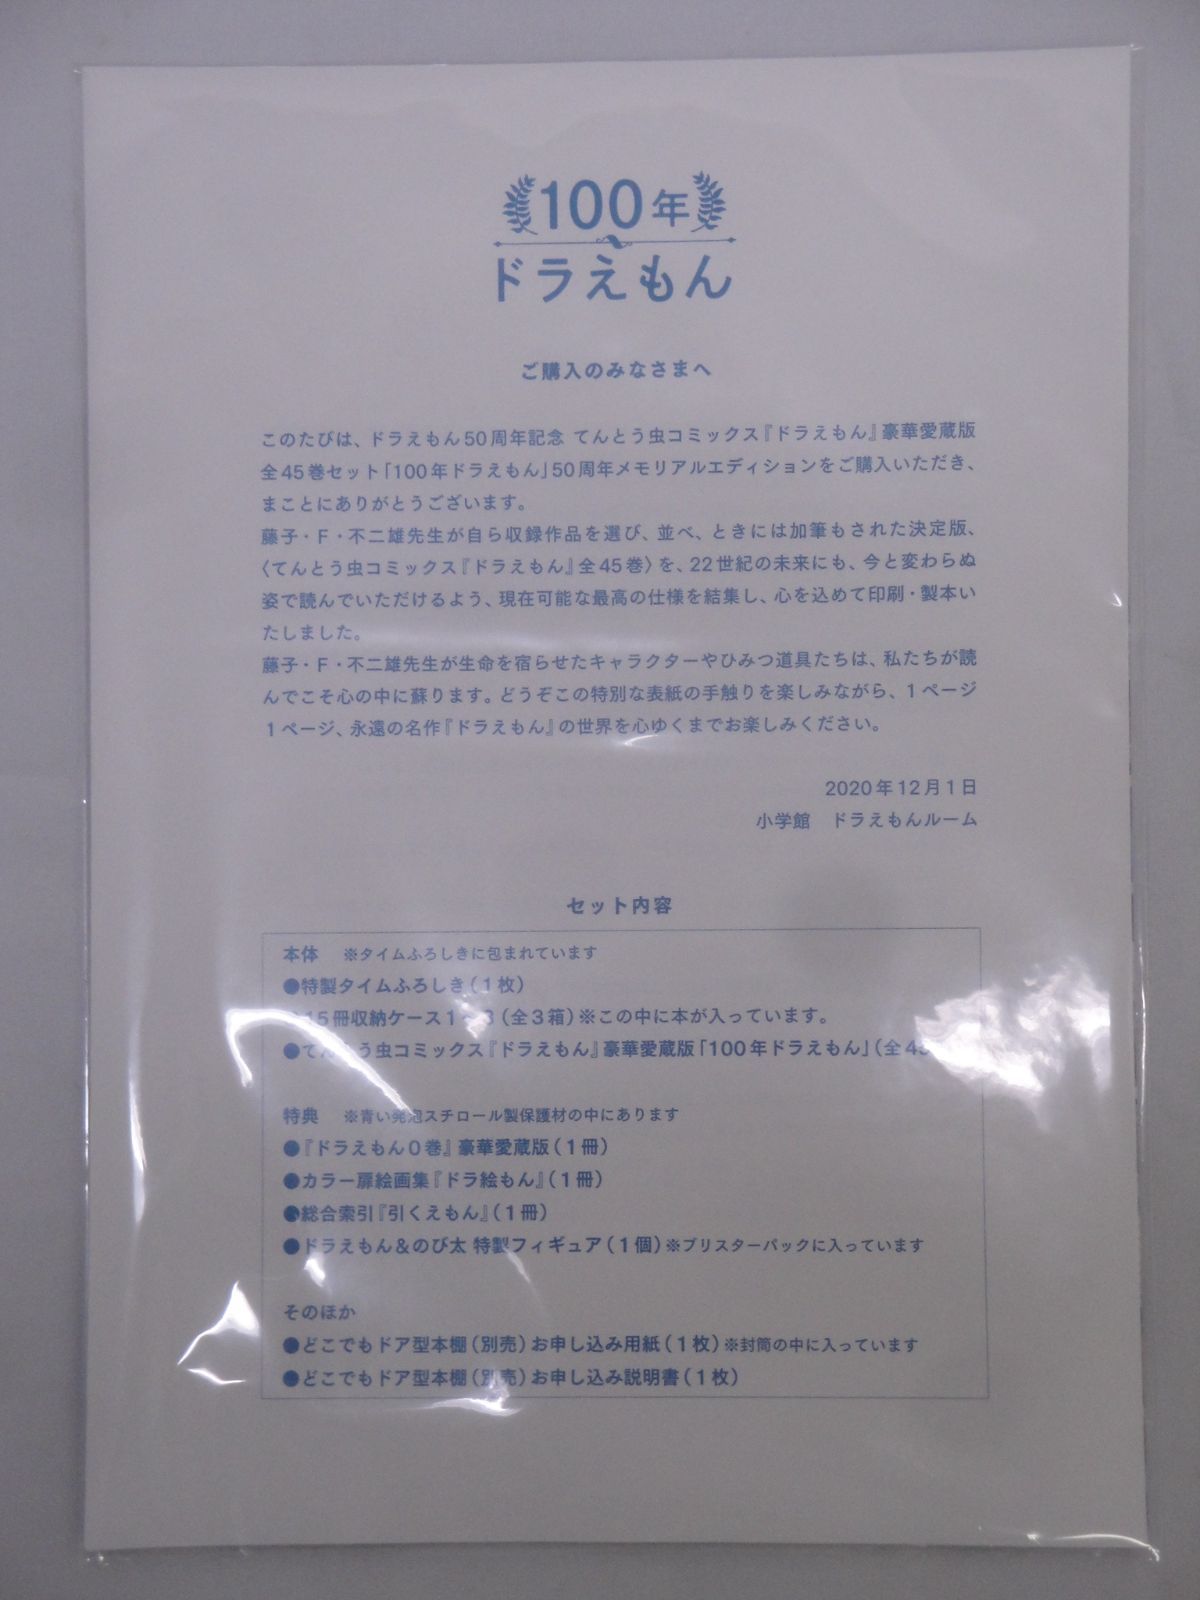 100年
ドラえもん
ご購入のみなさまへ
このたびは、ドラえもん50周年記念 てんとう虫コミックス『ドラえもん』豪華愛蔵版
全45巻セット「100年ドラえもん」50周年メモリアルエディションをご購入いただき、
まことにありがとうございます。
藤子・F・不二雄先生が自ら収録作品を選び、並べ、ときには加筆もされた決定版、
〈てんとう虫コミックス『ドラえもん』全45巻〉を、22世紀の未来にも、今と変わらぬ
姿で読んでいただけるよう、現在可能な最高の仕様を結集し、心を込めて印刷・製本い
たしました。
藤子・F・不二雄先生が生命を宿らせたキャラクターやひみつ道具たちは、私たちが読
んでこそ心の中に蘇ります。どうぞこの特別な表紙の手触りを楽しみながら、1ページ
1ページ、永遠の名作『ドラえもん』の世界を心ゆくまでお楽しみください。
2020年12月1日
小学館 ドラえもんルーム
セット内容
本体 ※タイムふろしきに包まれています
●特製タイムふろしき(1枚)
15冊収納ケース1～3(全3箱)※この中に本が入っています。
●てんとう虫コミックス『ドラえもん』豪華愛蔵版「100年ドラえもん」(全45
特典 ※青い発泡スチロール製保護材の中にあります
●『ドラえもん0巻』豪華愛蔵版(1冊)
●カラー扉絵画集『ドラ絵もん』(1冊)
●総合索引『引くえもん』(1冊)
●ドラえもん&のび太 特製フィギュア(1個)※ブリスターパックに入っています
そのほか
●どこでもドア型本棚(別売)お申し込み用紙(1枚)※封筒の中に入っています
●どこでもドア型本棚(別売)お申し込み説明書(1枚)